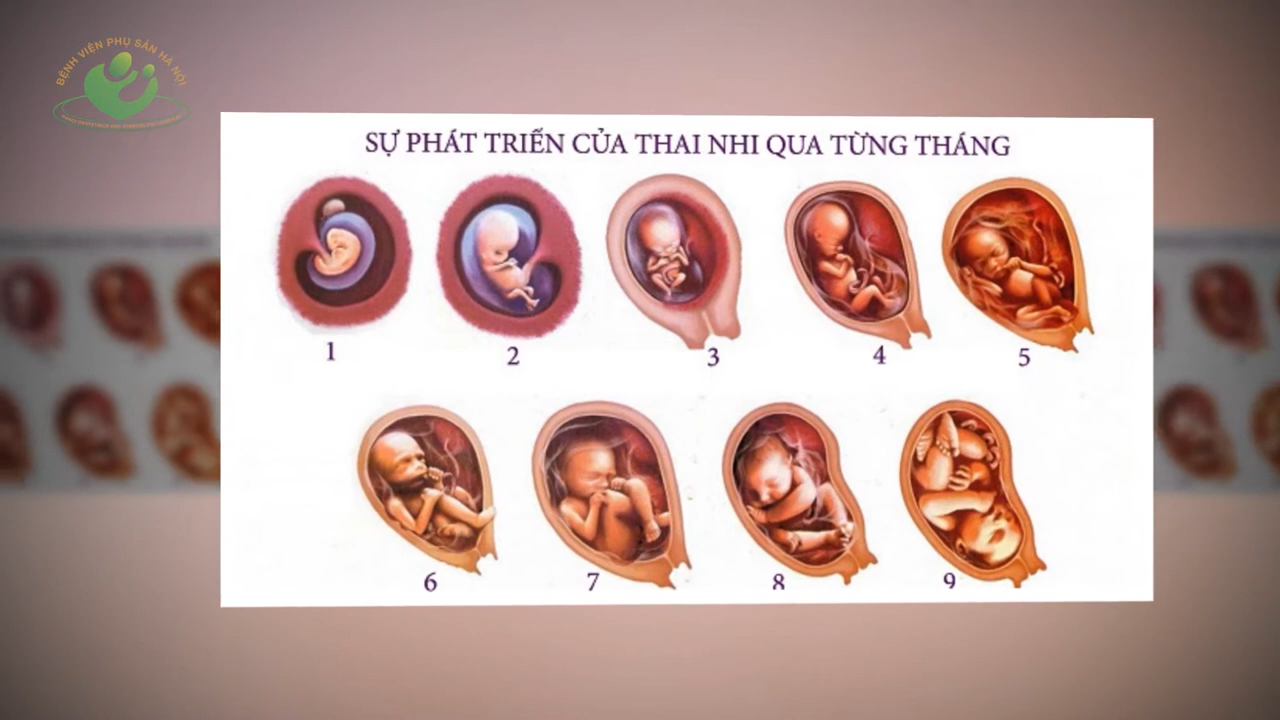 BỆNH VIỆN PHỤ SẢN HÀ NỘI
SỰ PHÁT TRIỂN CỦA THAI NHI QUA TỪNG THÁNG
1 2 3 4 5
6 7 8 9